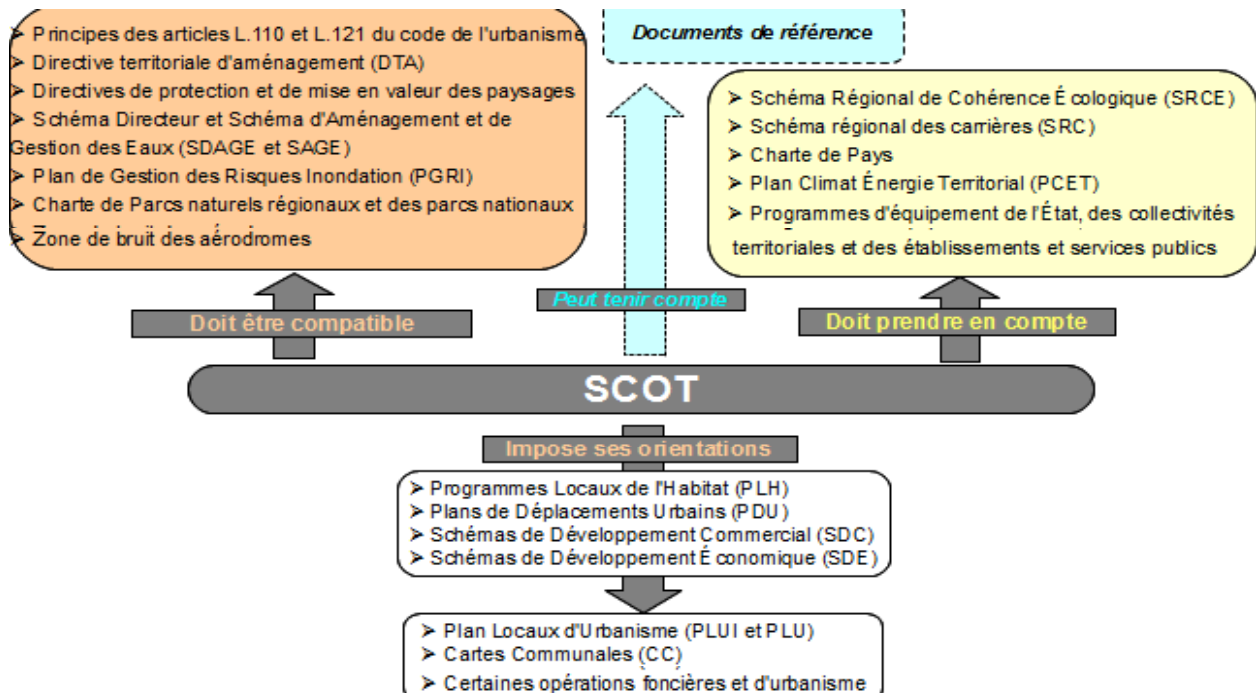 ➤ Principes des articles L.110 et L.121 du code de l'urbanisme
➤ Directive territoriale d'aménagement (DTA)
➤ Directives de protection et de mise en valeur des paysages
➤ Schéma Directeur et Schéma d'Aménagement et de
Gestion des Eaux (SDAGE et SAGE)
➤ Plan de Gestion des Risques Inondation (PGRI)
➤ Charte de Parcs naturels régionaux et des parcs nationaux
➤ Zone de bruit des aérodromes
Documents de référence
➤ Schéma Régional de Cohérence Écologique (SRCE)
➤ Schéma régional des carrières (SRC)
➤ Charte de Pays
➤ Plan Climat Énergie Territorial (PCET)
➤ Programmes d'équipement de l'État, des collectivités
territoriales et des établissements et services publics
Doit être compatible
Peut tenir compte
Doit prendre en compte
SCOT
Impose ses orientations
➤ Programmes Locaux de l'Habitat (PLH)
➤ Plans de Déplacements Urbains (PDU)
➤ Schémas de Développement Commercial (SDC)
➤ Schémas de Développement Économique (SDE)
➤ Plan Locaux d'Urbanisme (PLUI et PLU)
➤ Cartes Communales (CC)
➤ Certaines opérations foncières et d'urbanisme